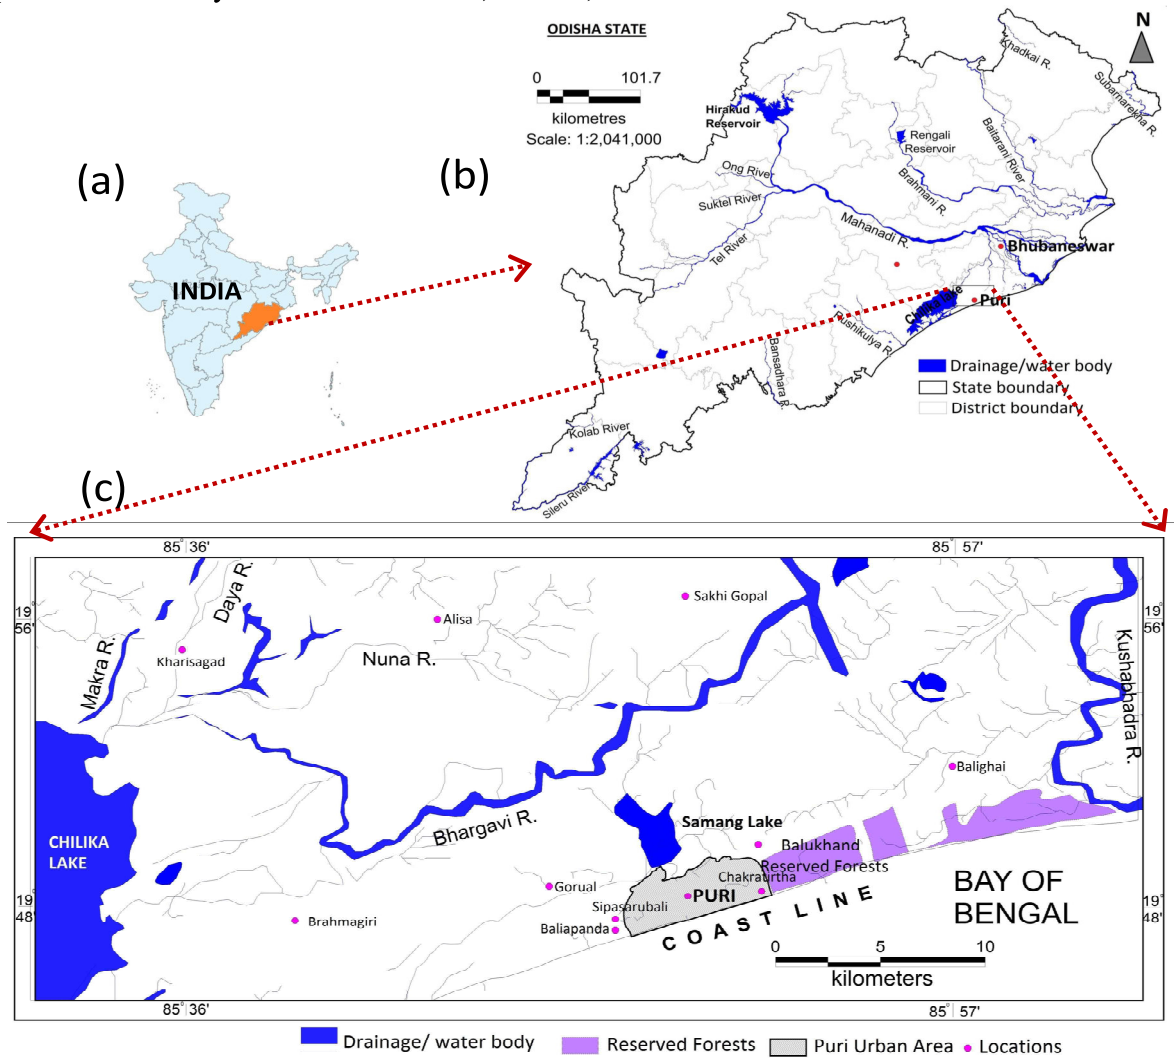 ODISHA STATE
N
0 101.7
kilometres
Scale: 1:2,041,000
Khadkai R.
Subarnarekha R.
Hirakud
Reservoir
Rengali
Reservoir
Baitarani River
(a)
(b)
Ong River
Suktel River
Brahmani R.
Tel River
Mahanadi R.
Bhubaneswar
INDIA
Chilika lake
Puri
Rushikulya R.
Bansadhara R.
Drainage/water body
State boundary
District boundary
Kolab River
Sileru River
(c)
85° 36' 85° 57'
19°
56'
19°
56'
Daya R.
Sakhi Gopal
Alisa
Kharisagad
Nuna R.
Makra R.
Kushabhadra R.
Balighai
Samang Lake
Bhargavi R.
CHILIKA
LAKE
Balukhand
Reserved Forests
Chakratirtha
Gorual
PURI
BAY OF
BENGAL
Sipasarubali
Brahmagiri
Baliapanda
COAST LINE
19°
48'
19°
48'
0 5 10
kilometers
85° 36' 85° 57'
Drainage/ water body Reserved Forests Puri Urban Area Locations